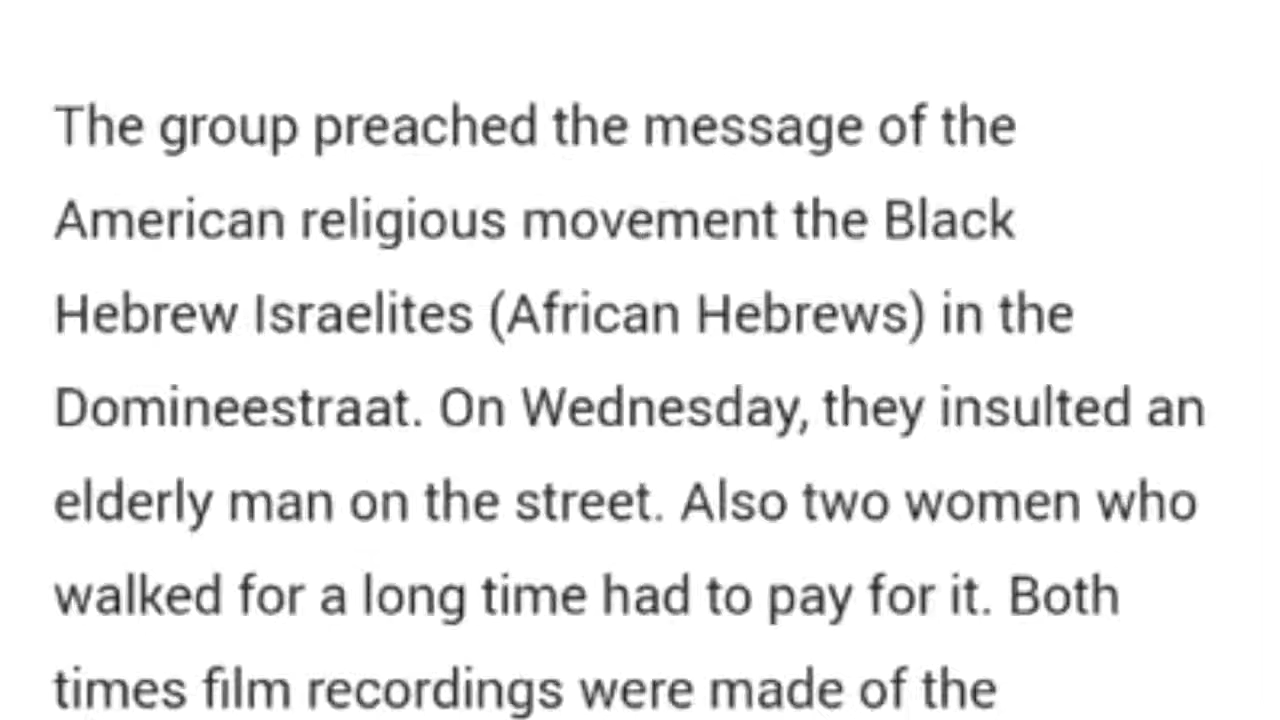 The group preached the message of the
American religious movement the Black
Hebrew Israelites (African Hebrews) in the
Domineestraat. On Wednesday, they insulted an
elderly man on the street. Also two women who
walked for a long time had to pay for it. Both
times film recordings were made of the